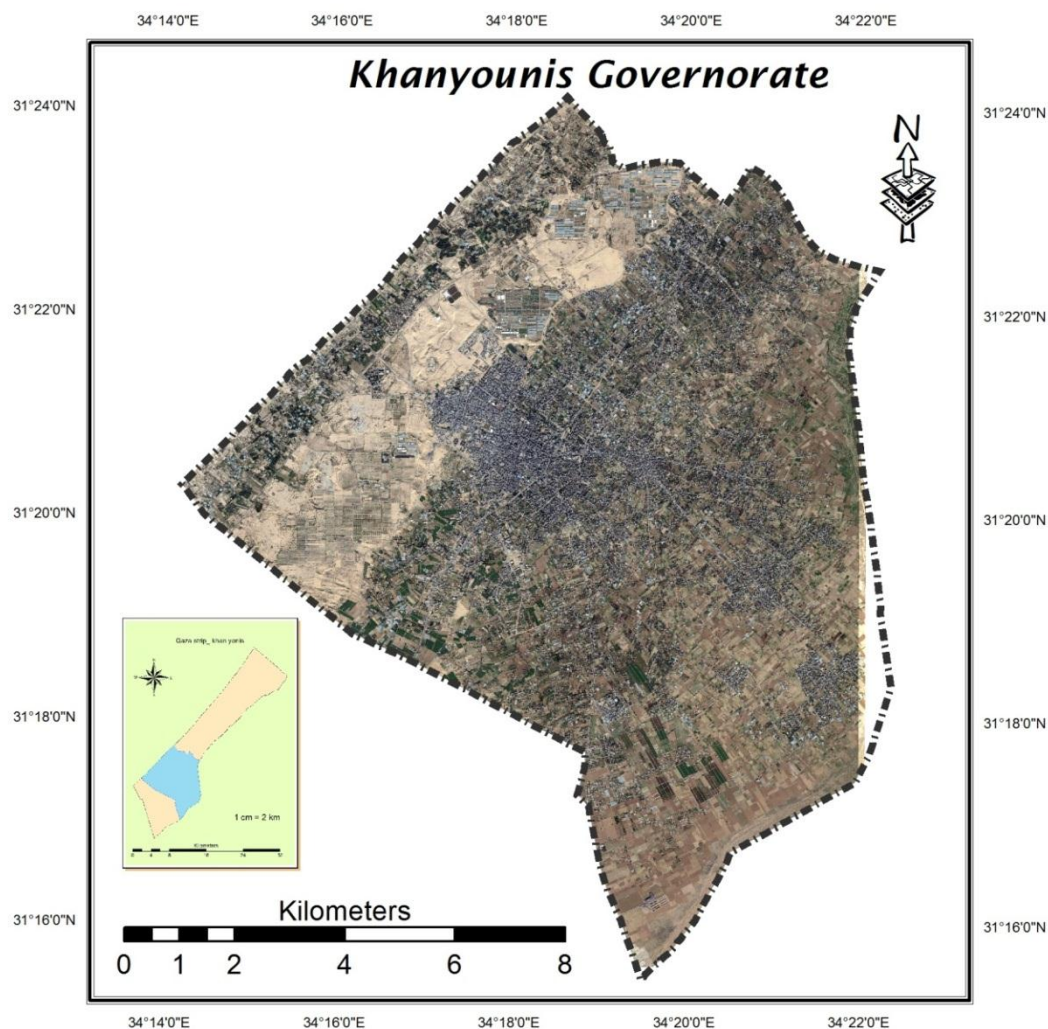 34°14'0"E 34°16'0"E 34°18'0"E 34°20'0"E 34°22'0"E
Khanyounis Governorate
31°24'0"N 31°24'0"N
N
31°22'0"N 31°22'0"N
31°20'0"N 31°20'0"N
Gaza strip_ khan yonis
31°18'0"N 31°18'0"N
1 cm = 2 km
Kilometers
31°16'0"N 31°16'0"N
Kilometers
0 1 2 4 6 8
34°14'0"E 34°16'0"E 34°18'0"E 34°20'0"E 34°22'0"E